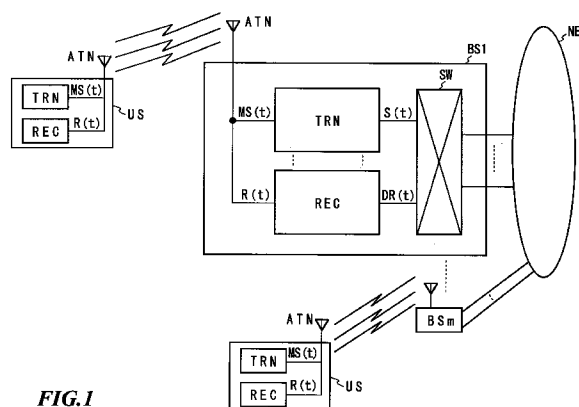 ATN
ATN
BS1
NE
SW
TRN
MS(t)
REC
R(t)
US
MS(t)
TRN
S(t)
R(t)
REC
DR(t)
ATN
BSm
TRN
MS(t)
REC
R(t)
US
FIG.1